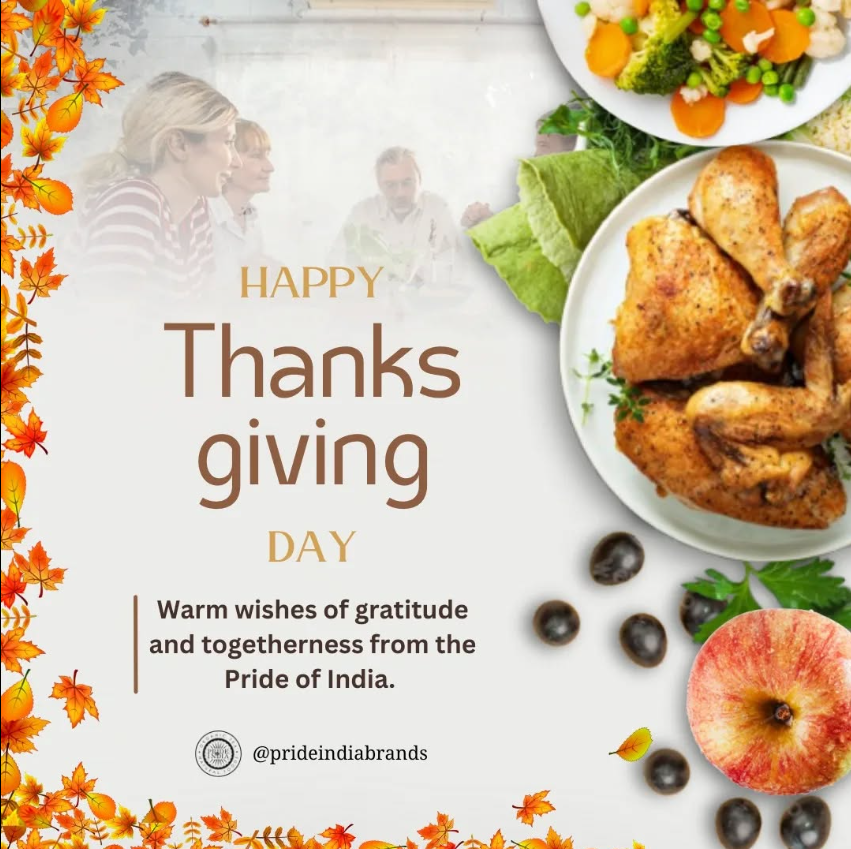 HAPPY
Thanks
giving
DAY
Warm wishes of gratitude
and togetherness from the
Pride of India.
@prideindiabrands